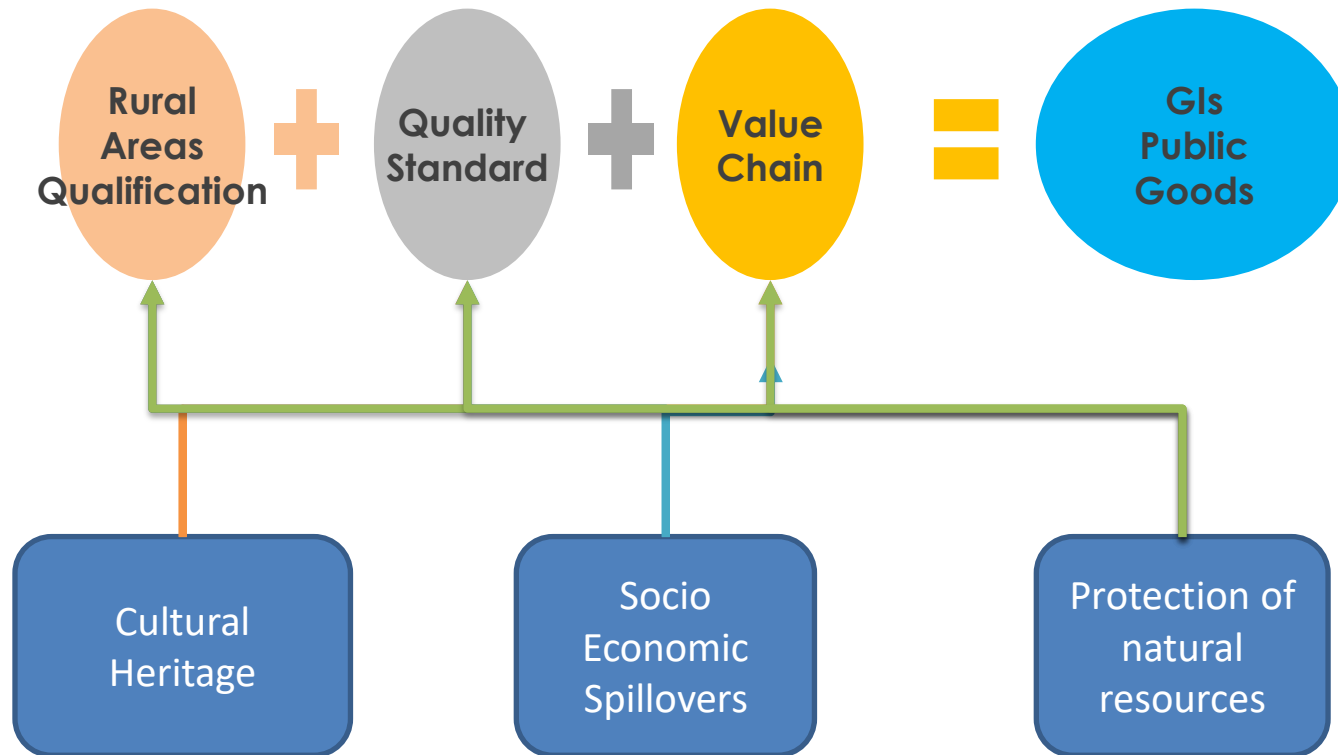 Rural
Areas
Qualification
Quality
Standard
Value
Chain
GIs
Public
Goods
Cultural
Heritage
Socio
Economic
Spillovers
Protection of
natural
resources